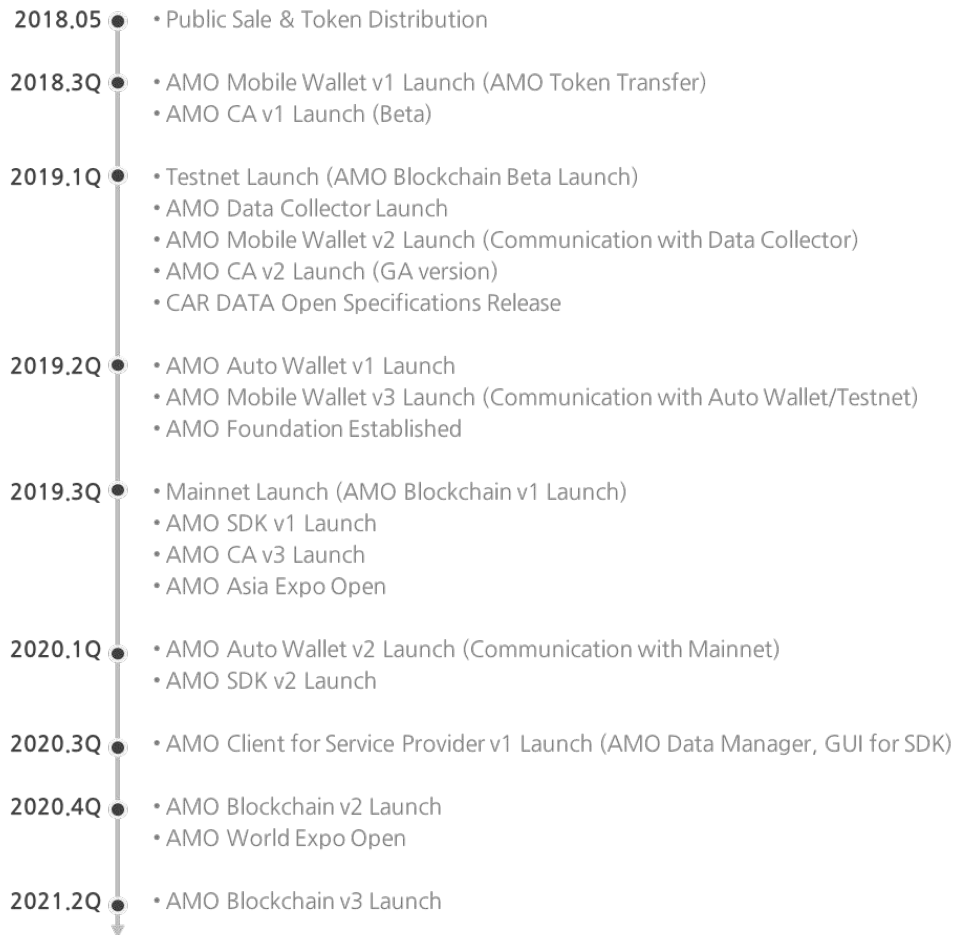 2018.05 • Public Sale & Token Distribution
2018.3Q • AMO Mobile Wallet v1 Launch (AMO Token Transfer)
• AMO CA v1 Launch (Beta)
2019.1Q • Testnet Launch (AMO Blockchain Beta Launch)
• AMO Data Collector Launch
• AMO Mobile Wallet v2 Launch (Communication with Data Collector)
• AMO CA v2 Launch (GA version)
• CAR DATA Open Specifications Release
2019.2Q • AMO Auto Wallet v1 Launch
• AMO Mobile Wallet v3 Launch (Communication with Auto Wallet/Testnet)
• AMO Foundation Established
2019.3Q • Mainnet Launch (AMO Blockchain v1 Launch)
• AMO SDK v1 Launch
• AMO CA v3 Launch
• AMO Asia Expo Open
2020.1Q • AMO Auto Wallet v2 Launch (Communication with Mainnet)
• AMO SDK v2 Launch
2020.3Q • AMO Client for Service Provider v1 Launch (AMO Data Manager, GUI for SDK)
2020.4Q • AMO Blockchain v2 Launch
• AMO World Expo Open
2021.2Q • AMO Blockchain v3 Launch